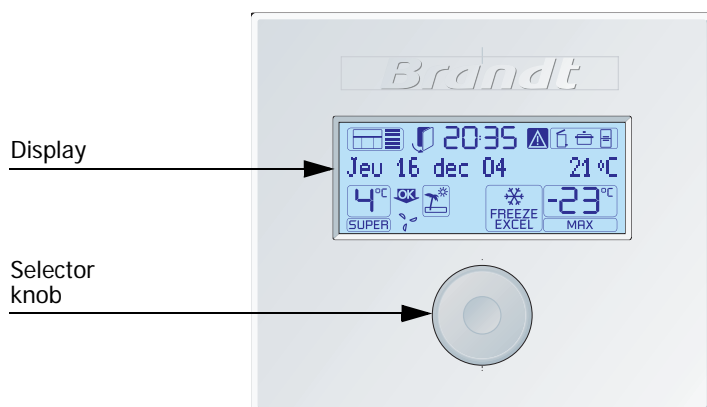 Brandt
Display
20:35
Jeu 16 dec 04 21 °C
4°C OK
SUPER
FREEZE
EXCEL
-23°C
MAX
Selector
knob